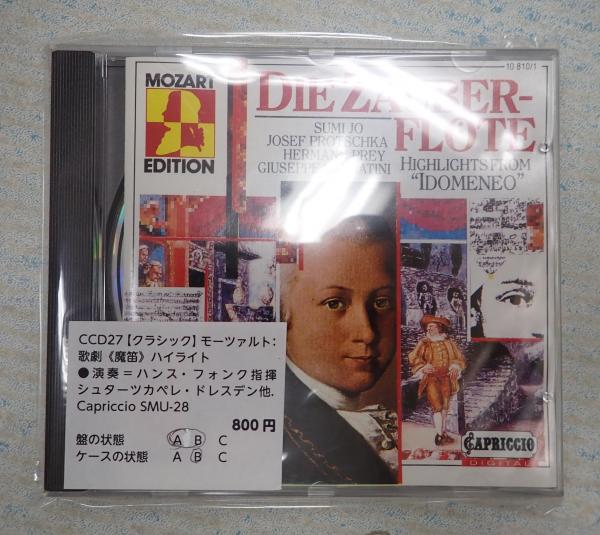 10 810/1
MOZART
EDITION
DIE ZAUBER-
FLÖTE
SUMI JO
JOSEF PROTSCHKA
HERMANN PREY
GIUSEPPE
HIGHLIGHTS FROM
“IDOMENEO”
CCD27【クラシック】モーツァルト:
歌劇《魔笛》ハイライト
●演奏＝ハンス・フォンク指揮
シュターツカペレ・ドレスデン他.
Capriccio SMU-28
800円
盤の状態 A B C
ケースの状態 A B C
CAPRICCIO
DIGITAL